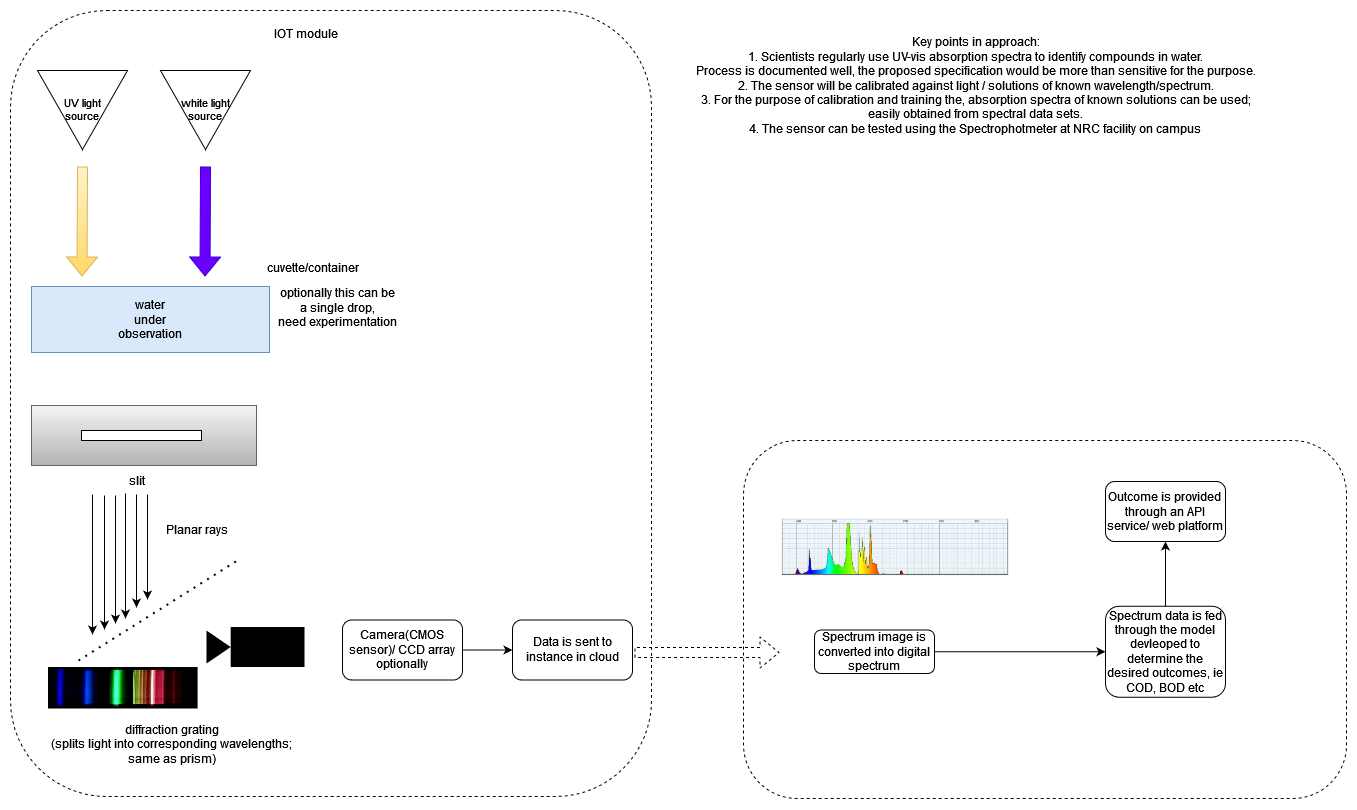 IOT module
Key points in approach:
1. Scientists regularly use UV-vis absorption spectra to identify compounds in water.
Process is documented well, the proposed specification would be more than sensitive for the purpose.
2. The sensor will be calibrated against light / solutions of known wavelength/spectrum.
3. For the purpose of calibration and training the, absorption spectra of known solutions can be used;
easily obtained from spectral data sets.
4. The sensor can be tested using the Spectrophotmeter at NRC facility on campus
UV light
source
white light
source
cuvette/container
optionally this can be
a single drop,
need experimentation
water
under
observation
slit
Planar rays
diffraction grating
(splits light into corresponding wavelengths;
same as prism)
Camera(CMOS
sensor)/ CCD array
optionally
Data is sent to
instance in cloud
Spectrum image is
converted into digital
spectrum
Outcome is provided
through an API
service/ web platform
Spectrum data is fed
through the model
devleoped to
determine the
desired outcomes, ie
COD, BOD etc